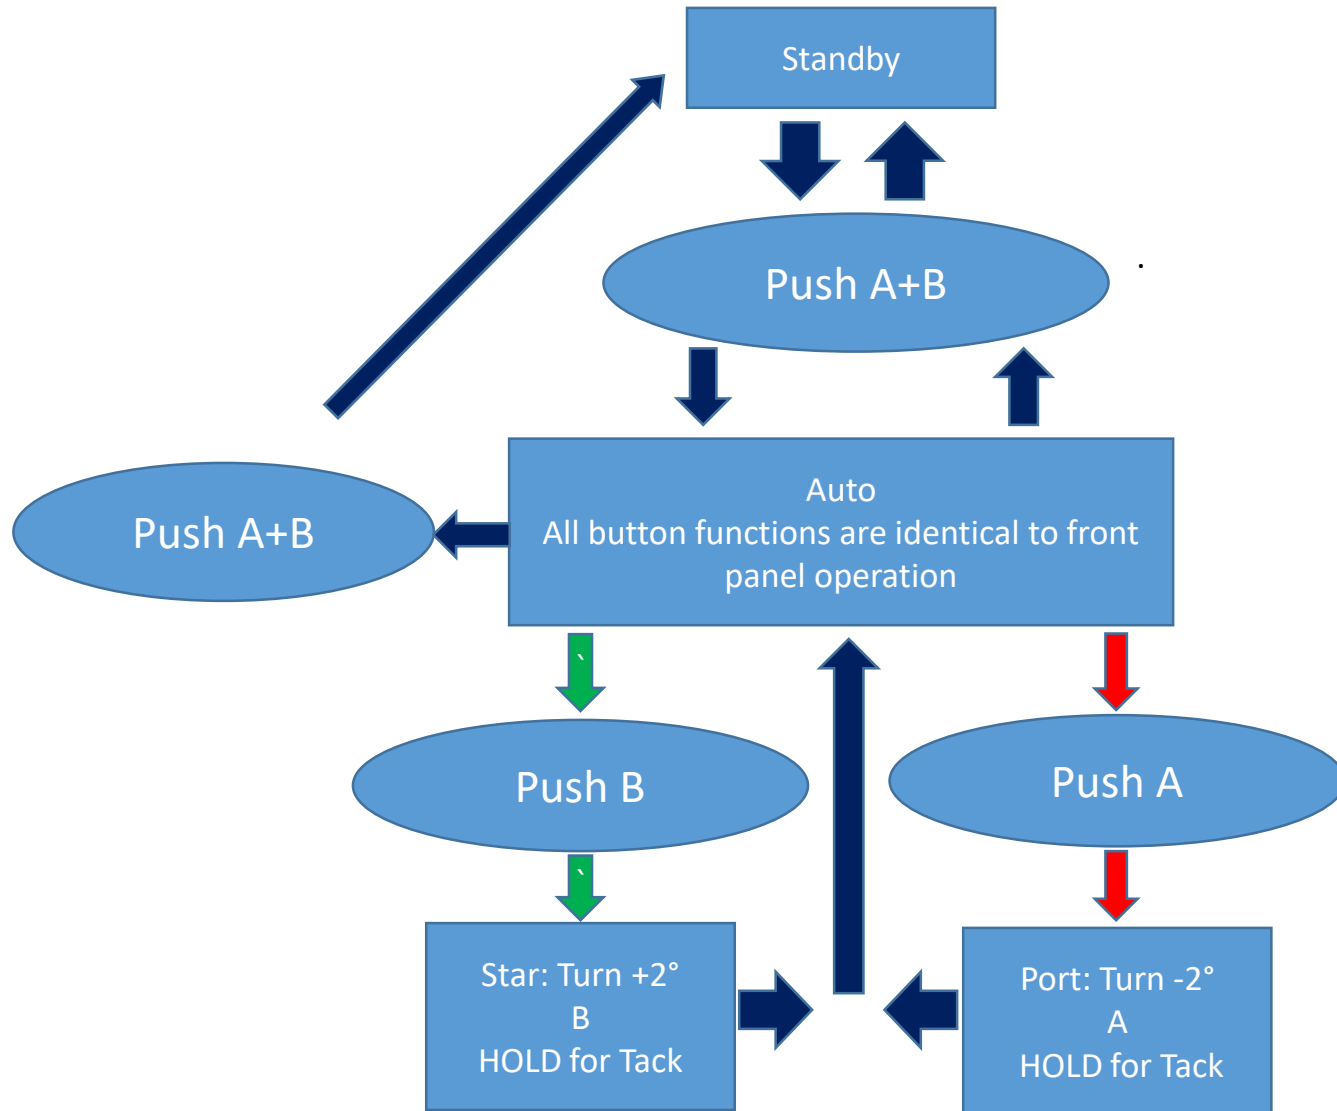 Standby
Push A+B
.
Auto
All button functions are identical to front
panel operation
Push A+B
`
`
Push B
Push A
Star: Turn +2°
B
HOLD for Tack
Port: Turn -2°
A
HOLD for Tack